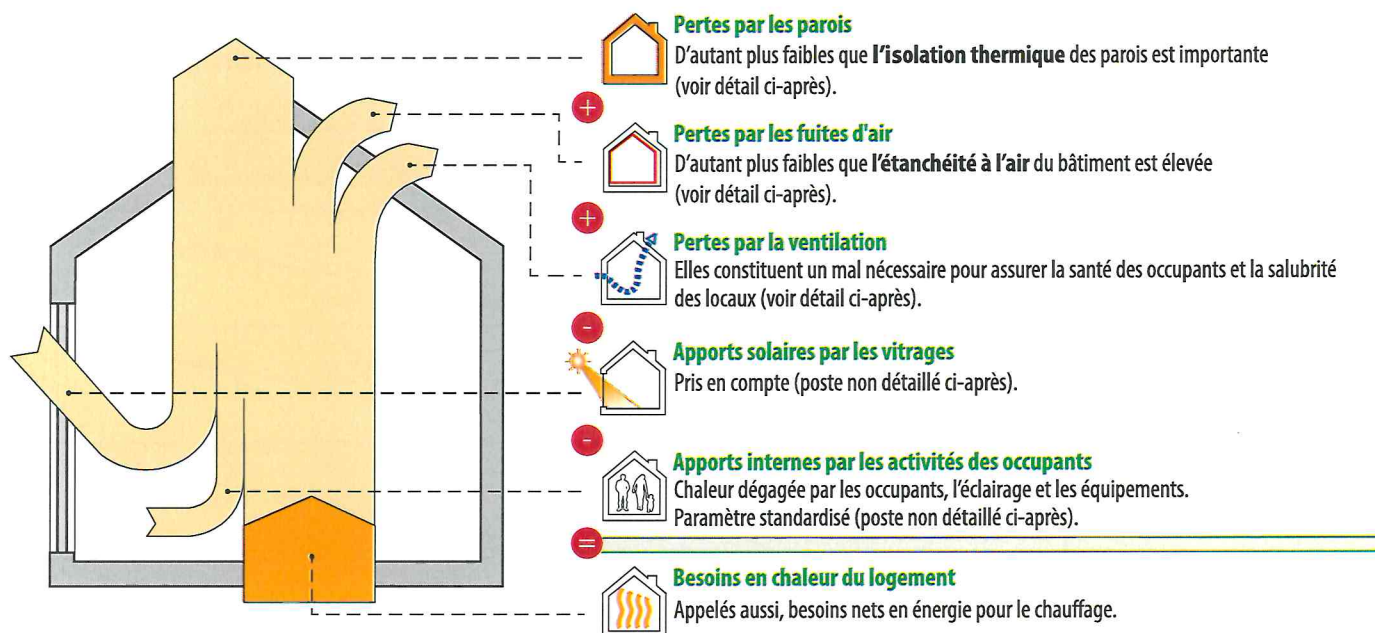 Pertes par les parois
D'autant plus faibles que l'isolation thermique des parois est importante
(voir détail ci-après).
+
Pertes par les fuites d'air
D'autant plus faibles que l'étanchéité à l'air du bâtiment est élevée
(voir détail ci-après).
+
Pertes par la ventilation
Elles constituent un mal nécessaire pour assurer la santé des occupants et la salubrité
des locaux (voir détail ci-après).
-
Apports solaires par les vitrages
Pris en compte (poste non détaillé ci-après).
-
Apports internes par les activités des occupants
Chaleur dégagée par les occupants, l'éclairage et les équipements.
Paramètre standardisé (poste non détaillé ci-après).
=
Besoins en chaleur du logement
Appelés aussi, besoins nets en énergie pour le chauffage.